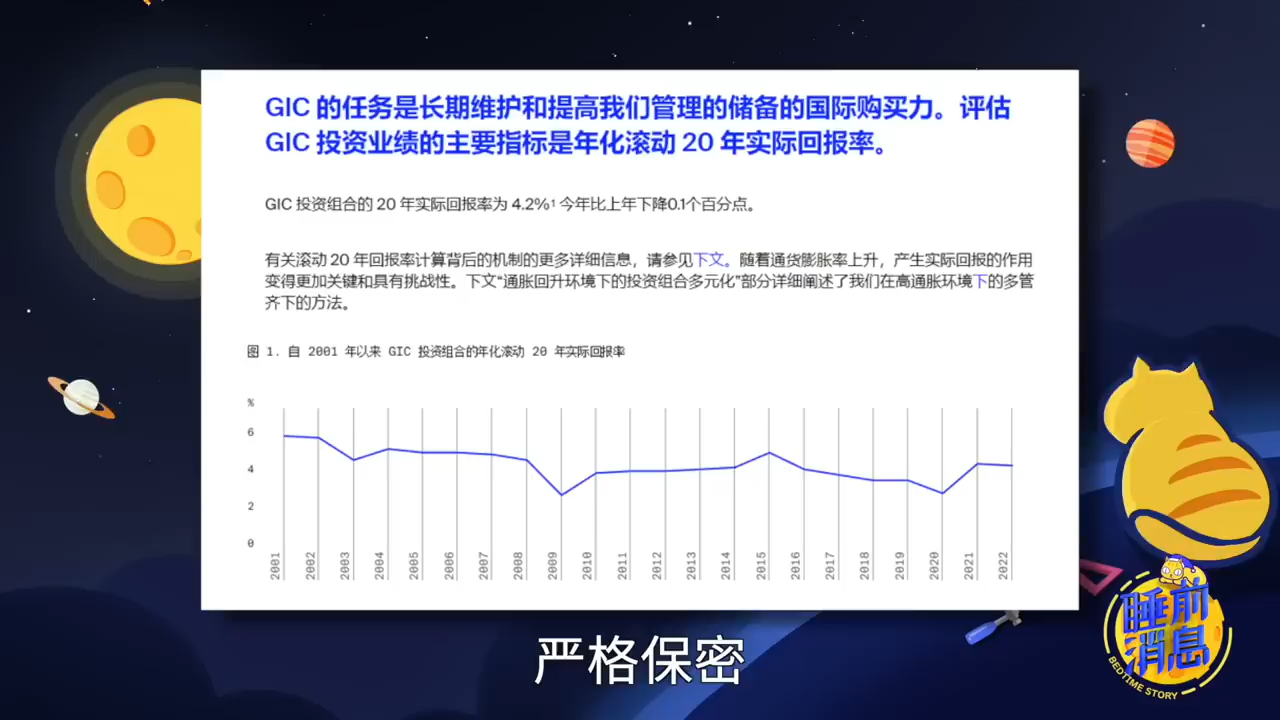 GIC 的任务是长期维护和提高我们管理的储备的国际购买力。评估
GIC 投资业绩的主要指标是年化滚动 20 年实际回报率。
GIC 投资组合的 20 年实际回报率为 4.2%¹ 今年比上年下降0.1个百分点。
有关滚动 20 年回报率计算背后的机制的更多详细信息，请参见下文。随着通货膨胀率上升，产生实际回报的作用
变得更加关键和具有挑战性。下文“通胀回升环境下的投资组合多元化”部分详细阐述了我们在高通胀环境下的多管
齐下的方法。
图 1. 自 2001 年以来 GIC 投资组合的年化滚动 20 年实际回报率
%
6
4
2
0
2001 2002 2003 2004 2005 2006 2007 2008 2009 2010 2011 2012 2013 2014 2015 2016 2017 2018 2019 2020 2021 2022
睡前
消息
BEDTIME STORY
严格保密